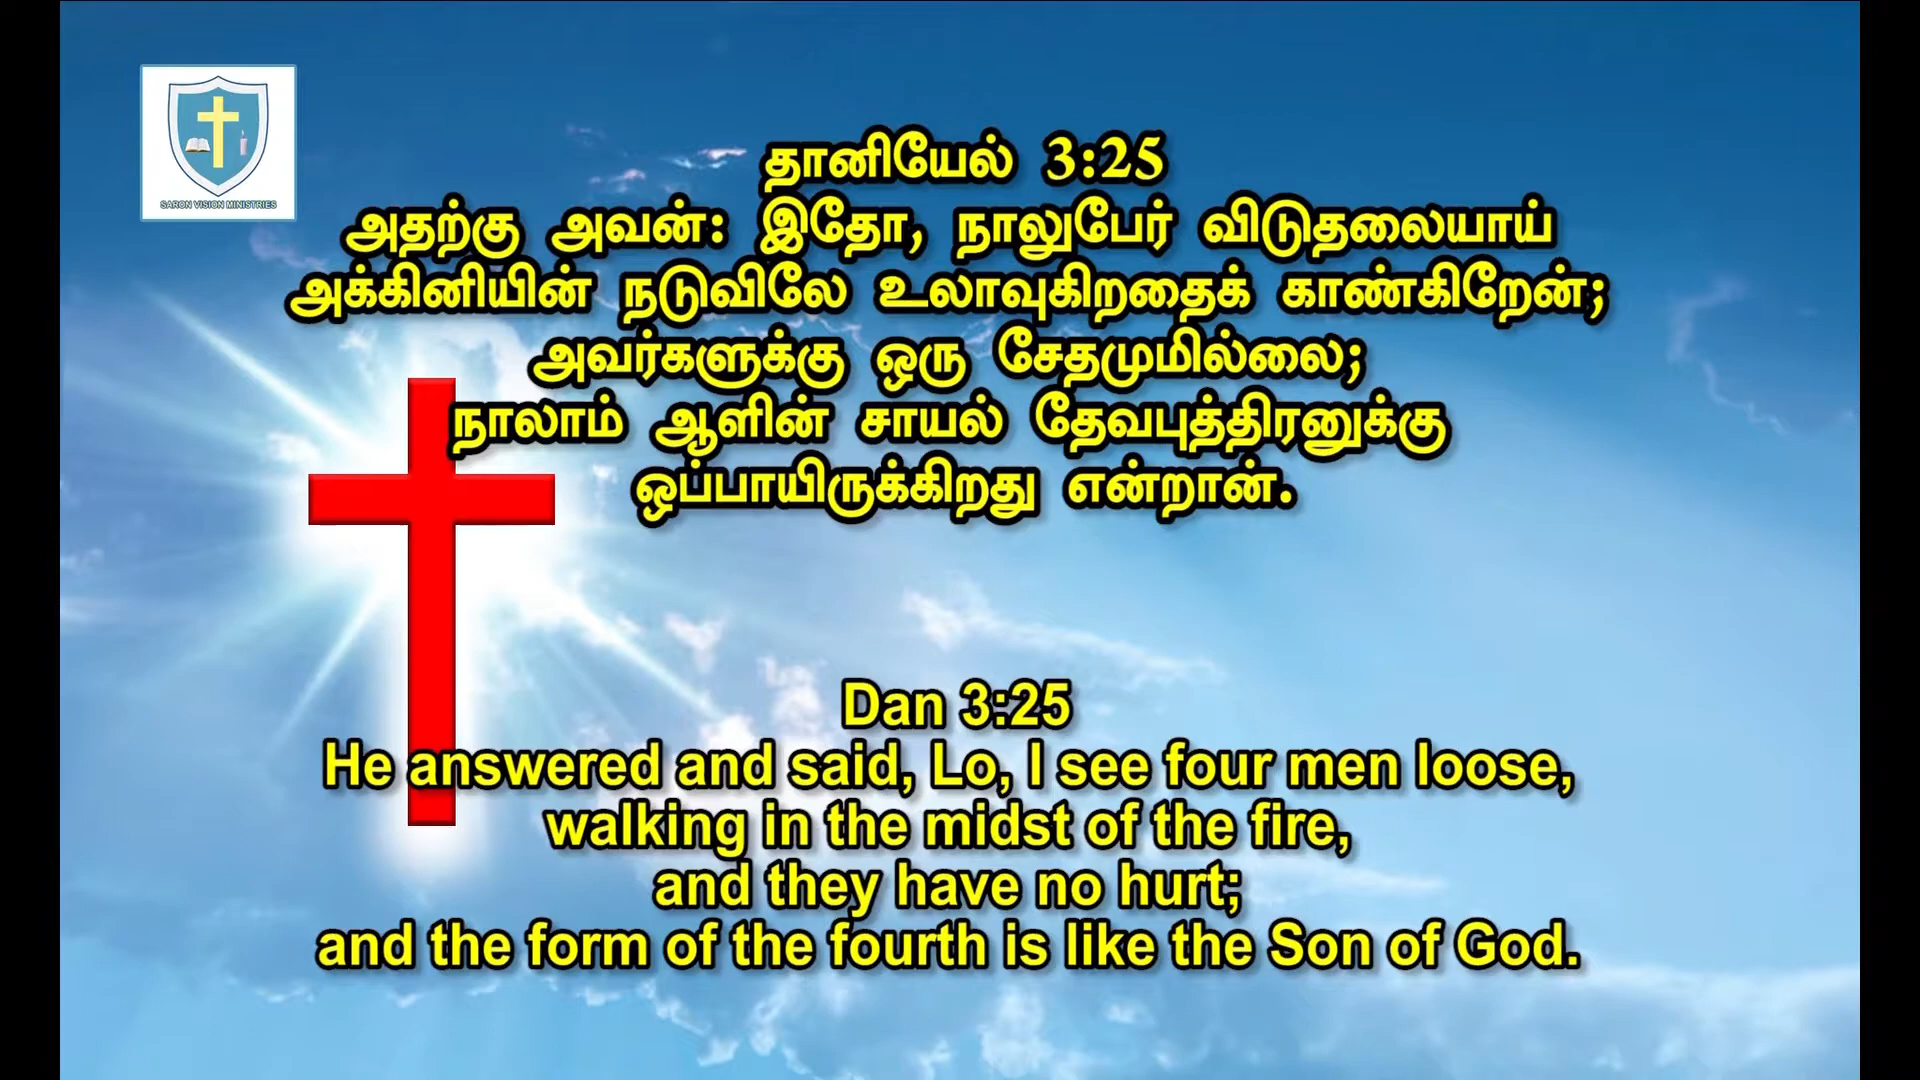 SARON VISION MINISTRIES
தானியேல் 3:25
அதற்கு அவன்: இதோ, நாலுபேர் விடுதலையாய்
அக்கினியின் நடுவிலே உலாவுகிறதைக் காண்கிறேன்;
அவர்களுக்கு ஒரு சேதமுமில்லை;
நாலாம் ஆளின் சாயல் தேவபுத்திரனுக்கு
ஒப்பாயிருக்கிறது என்றான்.
Dan 3:25
He answered and said, Lo, I see four men loose,
walking in the midst of the fire,
and they have no hurt;
and the form of the fourth is like the Son of God.